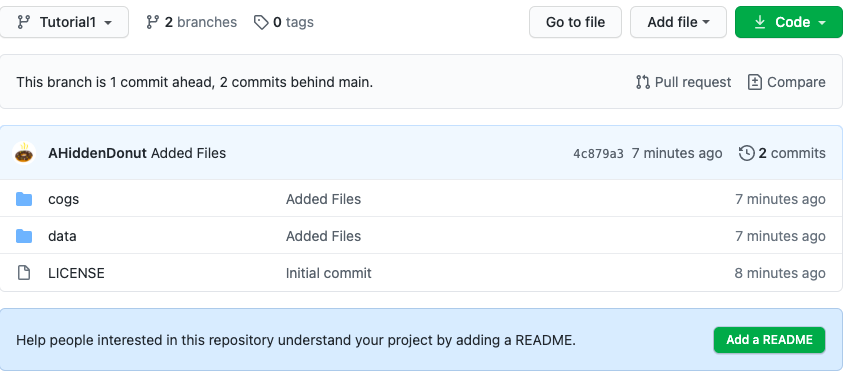 Tutorial1 2 branches 0 tags Go to file Add file Code
This branch is 1 commit ahead, 2 commits behind main. Pull request Compare
AHiddenDonut Added Files 4c879a3 7 minutes ago 2 commits
cogs Added Files 7 minutes ago
data Added Files 7 minutes ago
LICENSE Initial commit 8 minutes ago
Help people interested in this repository understand your project by adding a README. Add a README